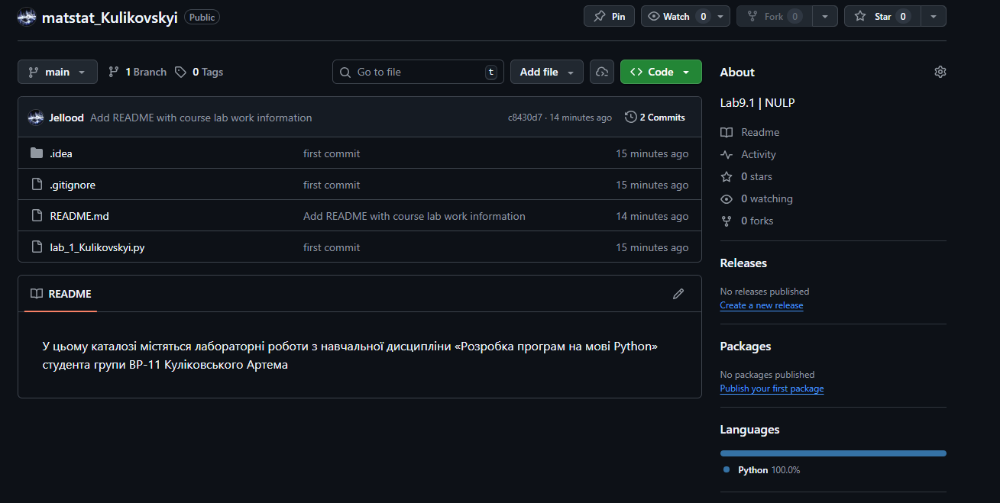 matstat_Kulikovskyi Public Pin Watch 0 Fork 0 Star 0
main 1 Branch 0 Tags Go to file t Add file Code
About
Lab9.1 | NULP
Jellood Add README with course lab work information c8430d7 · 14 minutes ago 2 Commits
.idea first commit 15 minutes ago
.gitignore first commit 15 minutes ago
README.md Add README with course lab work information 14 minutes ago
lab_1_Kulikovskyi.py first commit 15 minutes ago
README
У цьому каталозі містяться лабораторні роботи з навчальної дисципліни «Розробка програм на мові Python»
студента групи ВР-11 Куліковського Артема
Readme
Activity
0 stars
0 watching
0 forks
Releases
No releases published
Create a new release
Packages
No packages published
Publish your first package
Languages
Python 100.0%